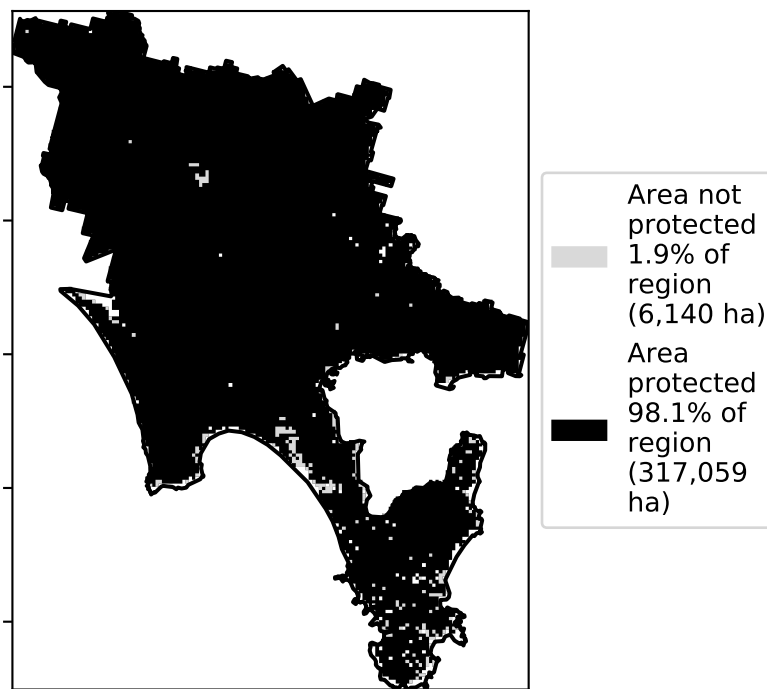 Area not
protected
1.9% of
region
(6,140 ha)
Area
protected
98.1% of
region
(317,059
ha)